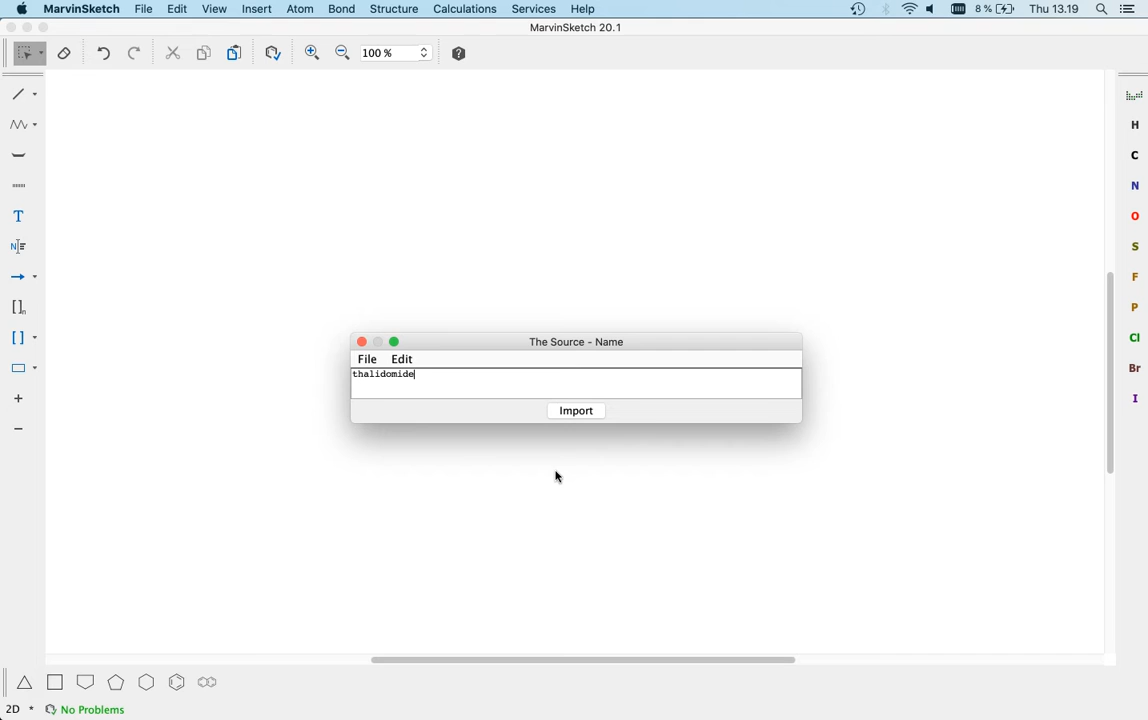 MarvinSketch File Edit View Insert Atom Bond Structure Calculations Services Help 8 % Thu 13.19
MarvinSketch 20.1
100 %
H
C
N
O
S
F
P
Cl
Br
I
T
N
[ ]n
The Source - Name
File Edit
thalidomide
Import
2D * No Problems